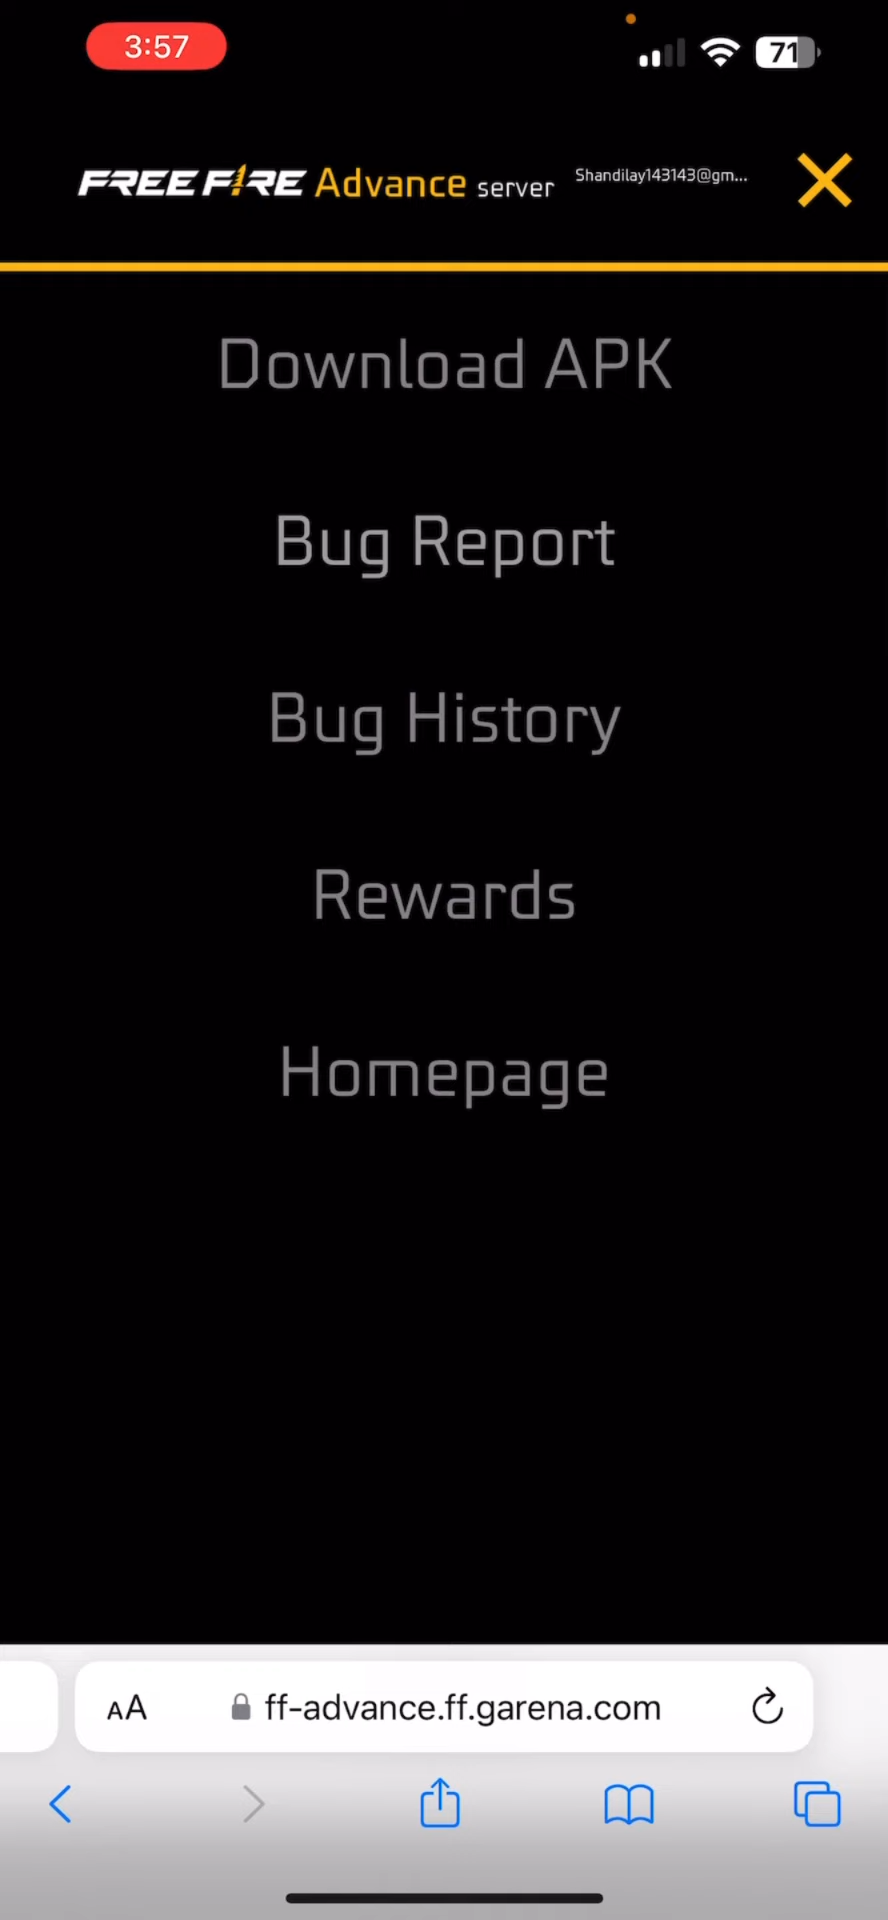 3:57
71
FREE FIRE Advance server Shandilay143143@gm...
Download APK
Bug Report
Bug History
Rewards
Homepage
AA ff-advance.ff.garena.com